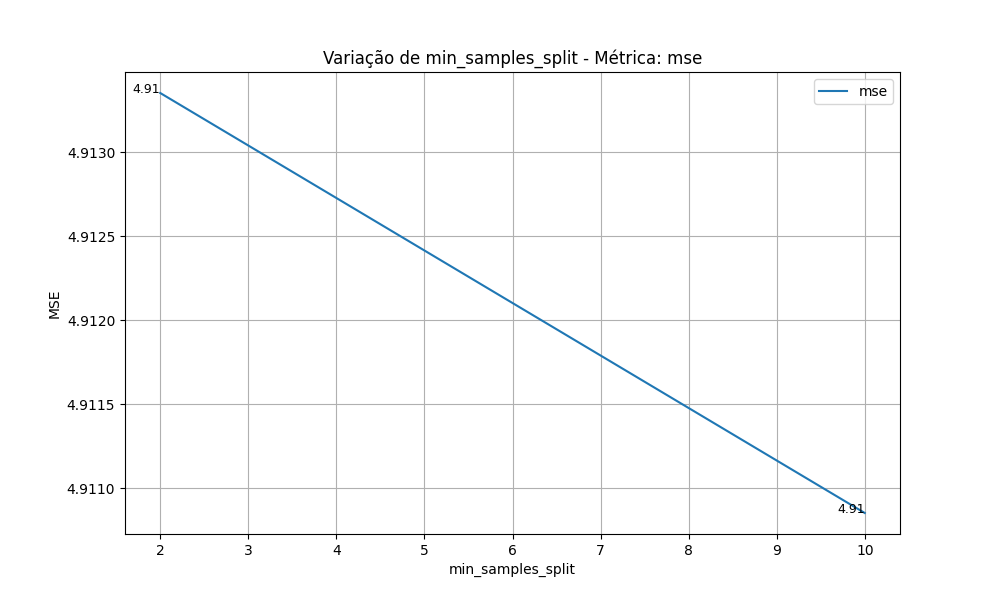 Variação de min_samples_split - Métrica: mse
4.91
mse
4.9130
4.9125
4.9120
4.9115
4.9110
MSE
4.91
2 3 4 5 6 7 8 9 10
min_samples_split